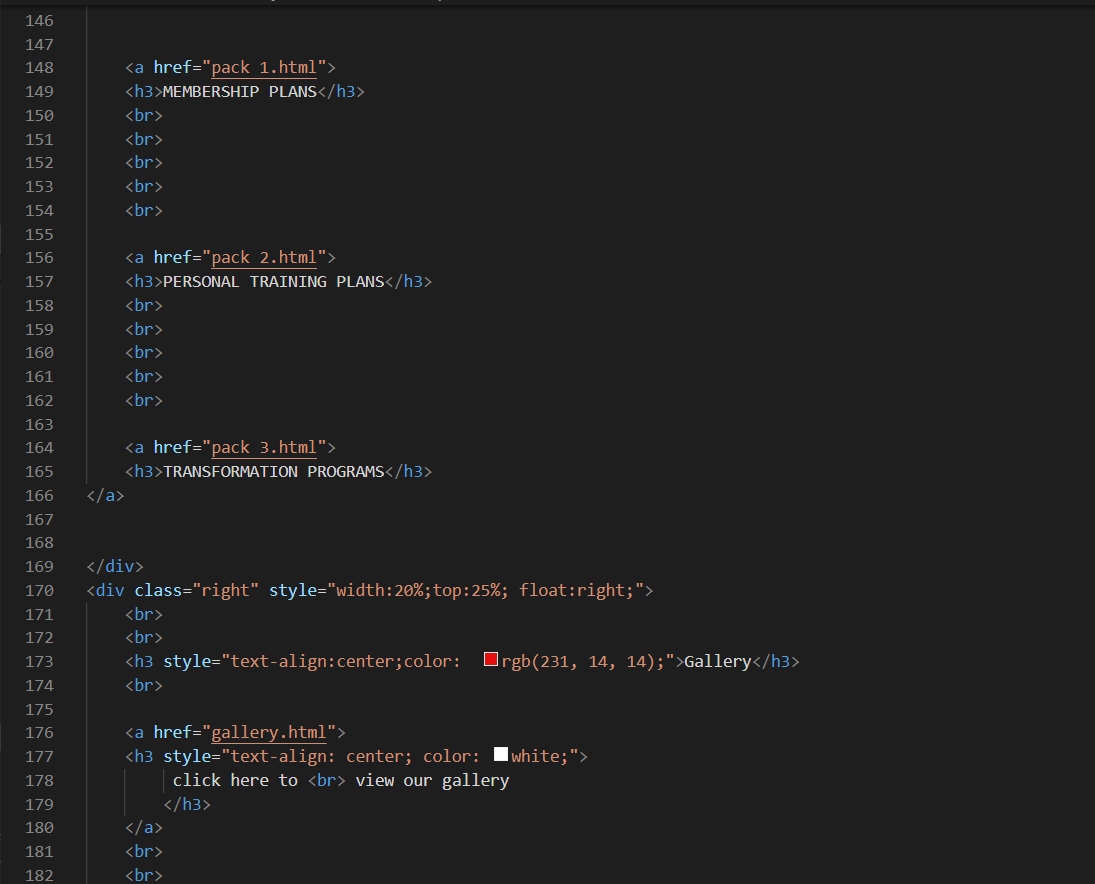 146
147
148 <a href="pack 1.html">
149 <h3>MEMBERSHIP PLANS</h3>
150 <br>
151 <br>
152 <br>
153 <br>
154 <br>
155
156 <a href="pack 2.html">
157 <h3>PERSONAL TRAINING PLANS</h3>
158 <br>
159 <br>
160 <br>
161 <br>
162 <br>
163
164 <a href="pack 3.html">
165 <h3>TRANSFORMATION PROGRAMS</h3>
166 </a>
167
168
169 </div>
170 <div class="right" style="width:20%;top:25%; float:right;">
171 <br>
172 <br>
173 <h3 style="text-align:center;color: rgb(231, 14, 14);">Gallery</h3>
174 <br>
175
176 <a href="gallery.html">
177 <h3 style="text-align: center; color: white;">
178 click here to <br> view our gallery
179 </h3>
180 </a>
181 <br>
182 <br>